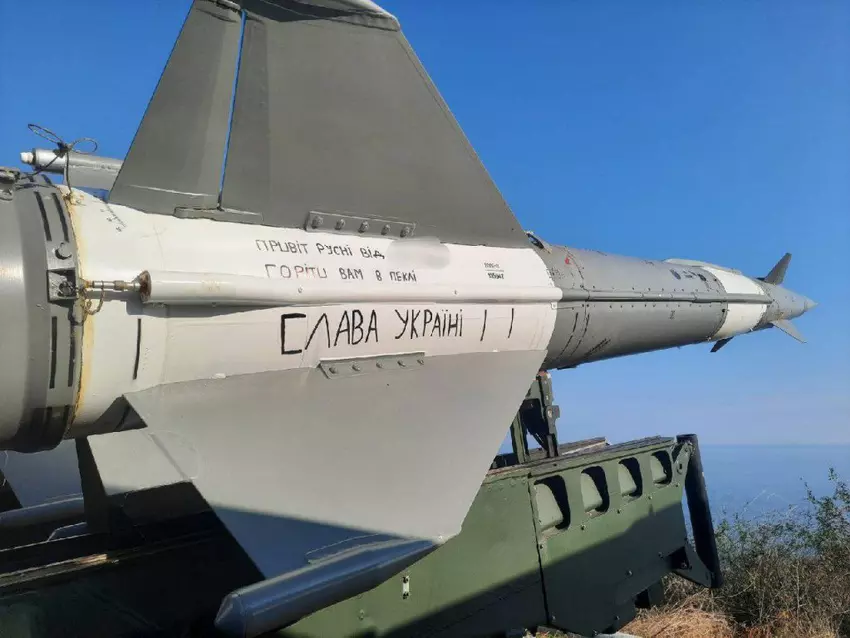 ПРИВІТ РУСНІ ВІД
ГОРІТИ ВАМ В ПЕКЛІ
СЛАВА УКРАЇНІ ! !